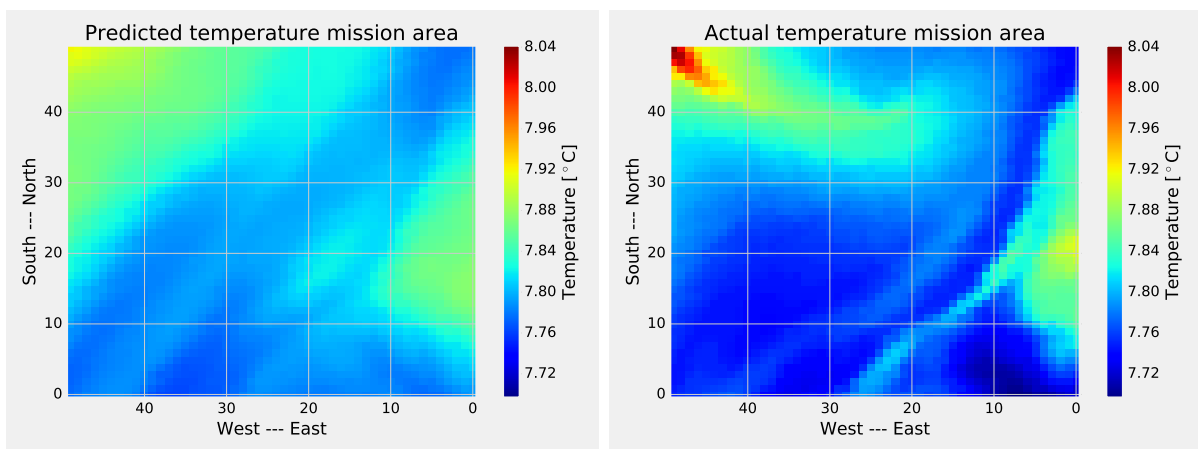 Predicted temperature mission area
South --- North
40
30
20
10
0
40 30 20 10 0
West --- East
8.04
8.00
7.96
7.92
7.88
7.84
7.80
7.76
7.72
Temperature [°C]
Actual temperature mission area
South --- North
40
30
20
10
0
40 30 20 10 0
West --- East
8.04
8.00
7.96
7.92
7.88
7.84
7.80
7.76
7.72
Temperature [°C]